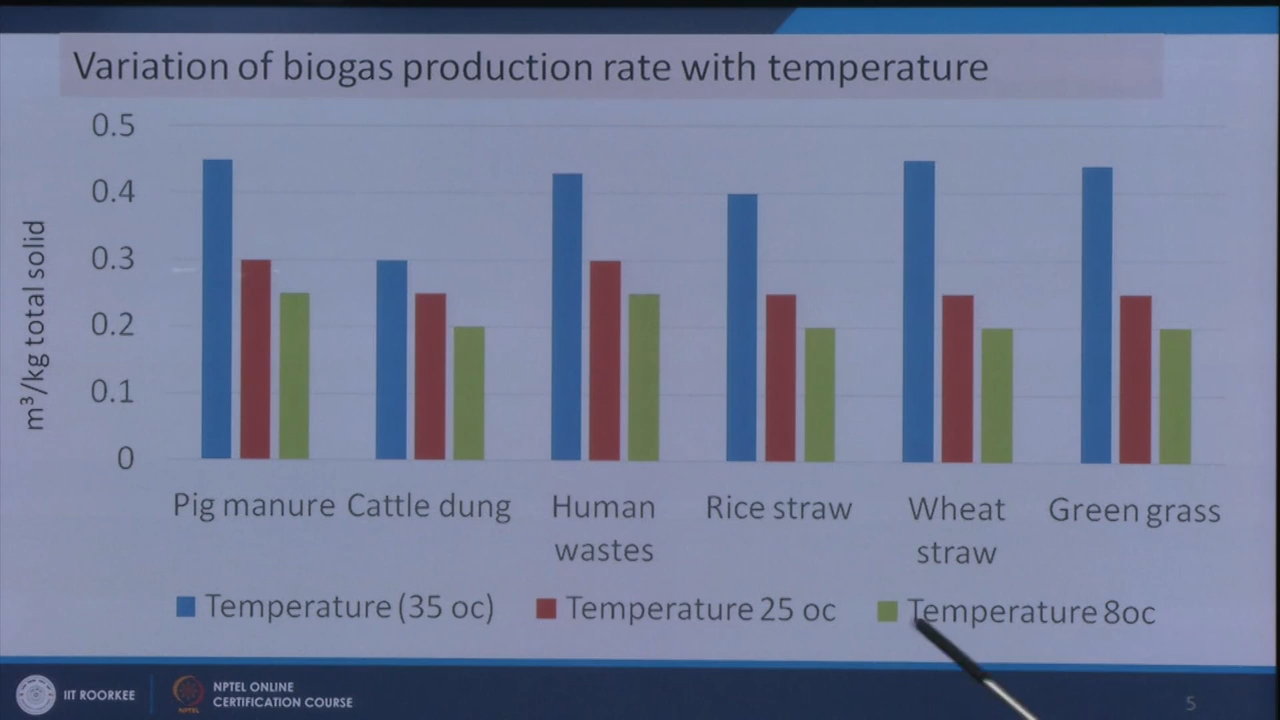 Variation of biogas production rate with temperature
0.5
0.4
0.3
0.2
0.1
0
m³/kg total solid
Pig manure Cattle dung Human wastes Rice straw Wheat straw Green grass
Temperature (35 oc) Temperature 25 oc Temperature 8oc
IIT ROORKEE
NPTEL
NPTEL ONLINE
CERTIFICATION COURSE
5